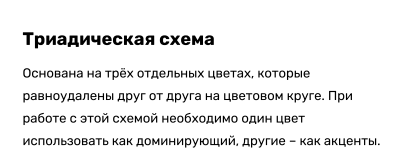 Триадическая схема
Основана на трёх отдельных цветах, которые
равноудалены друг от друга на цветовом круге. При
работе с этой схемой необходимо один цвет
использовать как доминирующий, другие – как акценты.